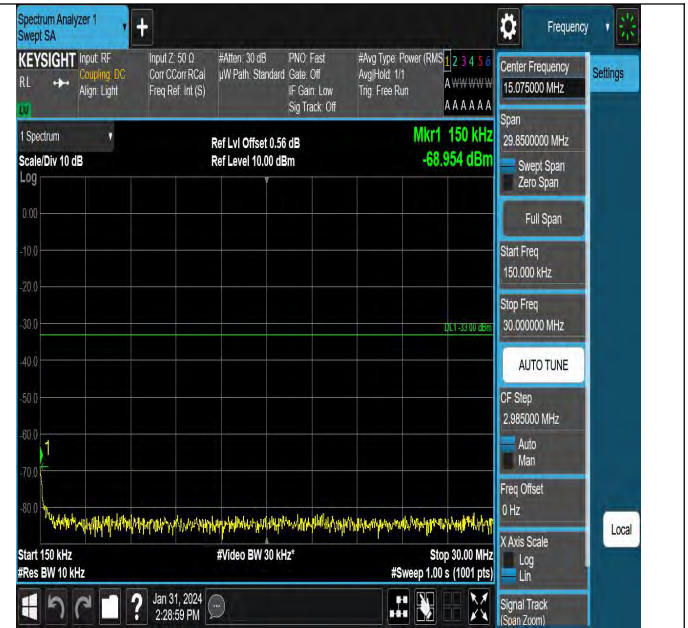 Spectrum Analyzer 1
Swept SA
+
Frequency
KEYSIGHT
RL
Input: RF
Coupling: DC
Align: Light
Input Z: 50 Ω
Corr CCorr RCal
Freq Ref: Int (S)
#Atten: 30 dB
µW Path: Standard
PNO: Fast
Gate: Off
IF Gain: Low
Sig Track: Off
#Avg Type: Power (RMS
Avg|Hold: 1/1
Trig: Free Run
1 2 3 4 5 6
A W W W W W
A A A A A A
1 Spectrum
Scale/Div 10 dB
Log
Ref Lvl Offset 0.56 dB
Ref Level 10.00 dBm
Mkr1 150 kHz
-68.954 dBm
0.00
-10.0
-20.0
-30.0
DL1 -33.00 dBm
-40.0
-50.0
-60.0
1
-70.0
-80.0
Start 150 kHz
#Res BW 10 kHz
#Video BW 30 kHz*
Stop 30.00 MHz
#Sweep 1.00 s (1001 pts)
Jan 31, 2024
2:28:59 PM
?
Center Frequency
15.075000 MHz
Settings
Span
29.8500000 MHz
Swept Span
Zero Span
Full Span
Start Freq
150.000 kHz
Stop Freq
30.000000 MHz
AUTO TUNE
CF Step
2.985000 MHz
Auto
Man
Freq Offset
0 Hz
X Axis Scale
Log
Lin
Local
Signal Track
(Span Zoom)